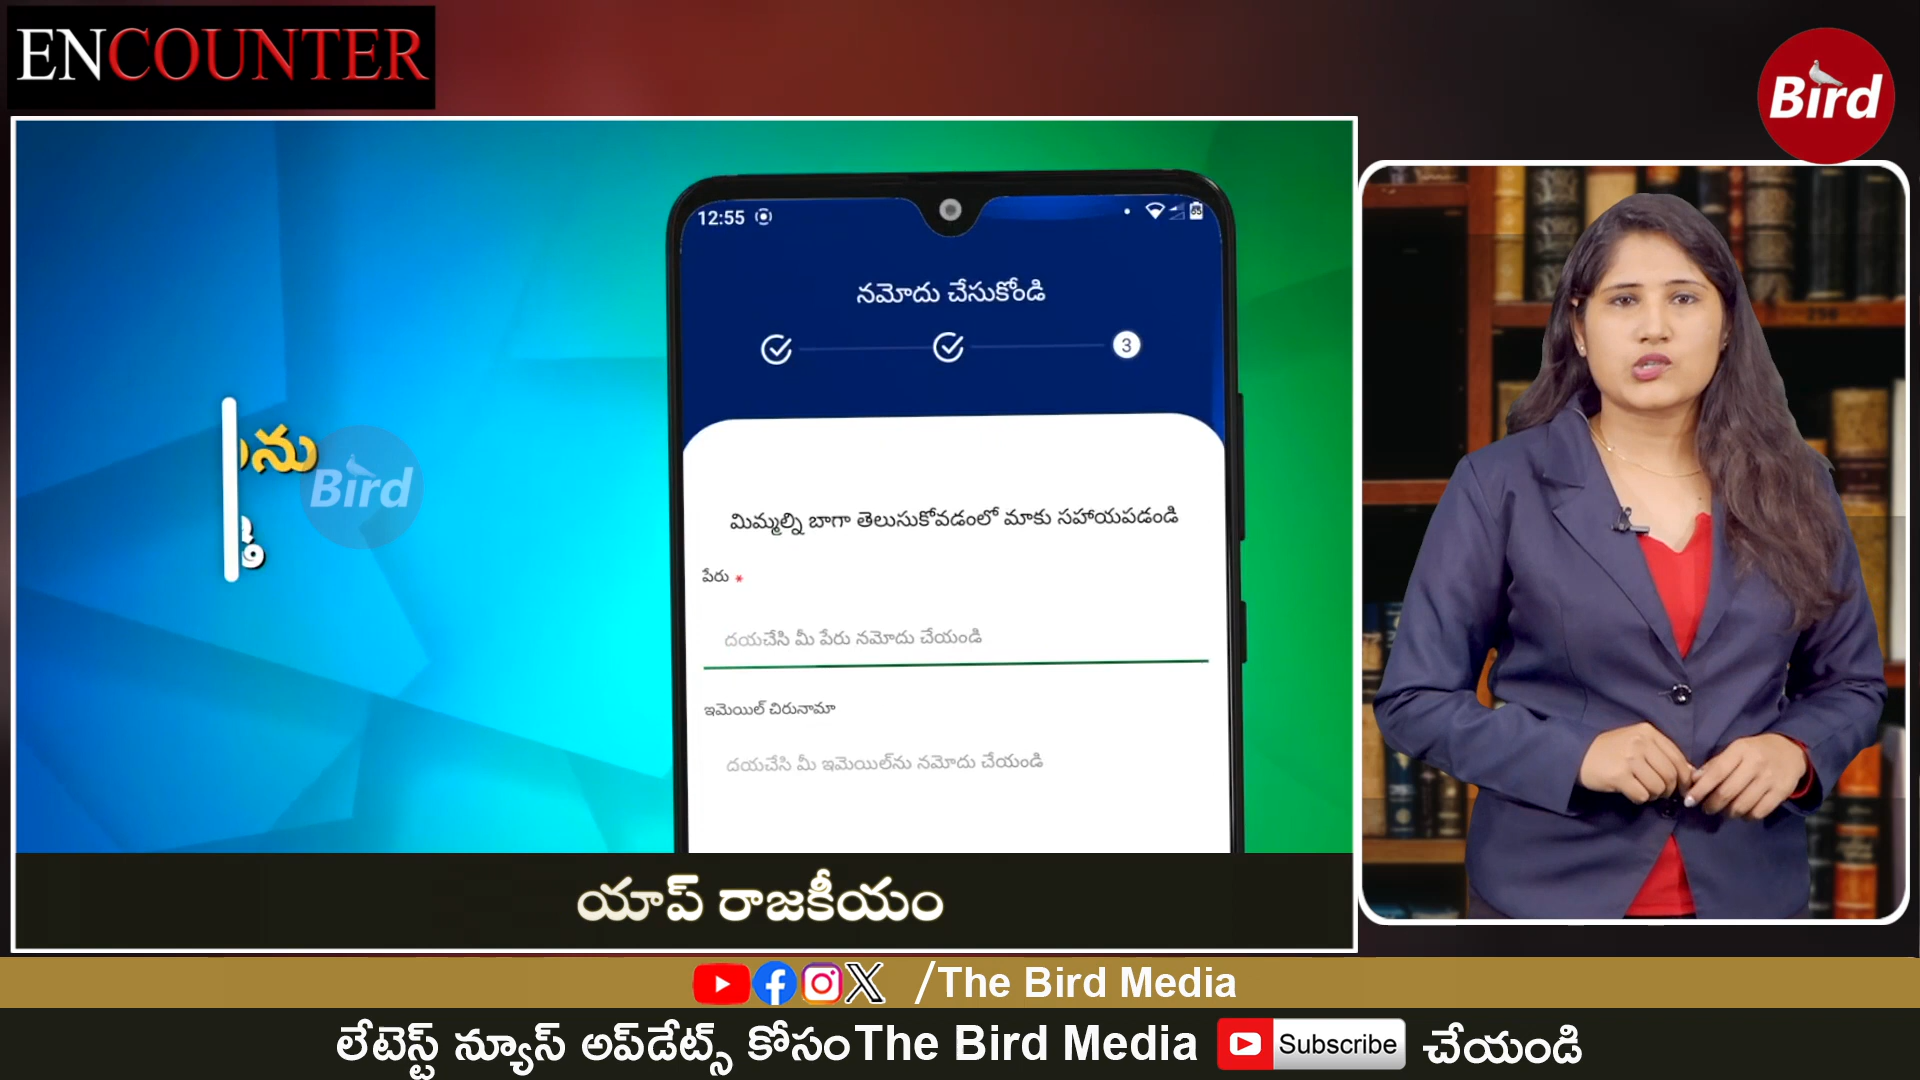 ENCOUNTER
Bird
12:55
65
నమోదు చేసుకోండి
3
ను
Bird
మిమ్మల్ని బాగా తెలుసుకోవడంలో మాకు సహాయపడండి
పేరు *
దయచేసి మీ పేరు నమోదు చేయండి
ఇమెయిల్ చిరునామా
దయచేసి మీ ఇమెయిల్‌ను నమోదు చేయండి
యాప్ రాజకీయం
/The Bird Media
లేటెస్ట్ న్యూస్ అప్‌డేట్స్ కోసం The Bird Media Subscribe చేయండి